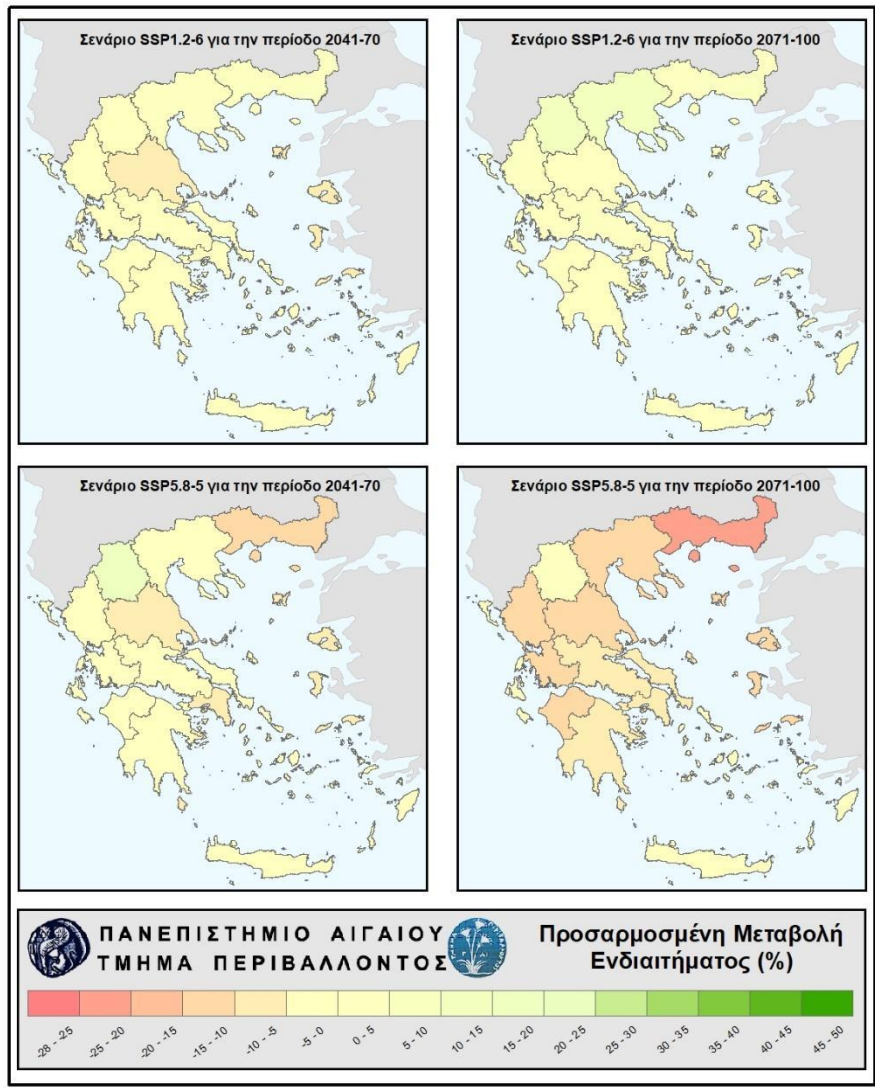 Σενάριο SSP1.2-6 για την περίοδο 2041-70
Σενάριο SSP1.2-6 για την περίοδο 2071-100
Σενάριο SSP5.8-5 για την περίοδο 2041-70
Σενάριο SSP5.8-5 για την περίοδο 2071-100
ΠΑΝΕΠΙΣΤΗΜΙΟ ΑΙΓΑΙΟΥ
ΤΜΗΜΑ ΠΕΡΙΒΑΛΛΟΝΤΟΣ
Προσαρμοσμένη Μεταβολή
Ενδιαιτήματος (%)
-28 - -25
-25 - -20
-20 - -15
-15 - -10
-10 - -5
-5 - 0
0 - 5
5 - 10
10 - 15
15 - 20
20 - 25
25 - 30
30 - 35
35 - 40
40 - 45
45 - 50